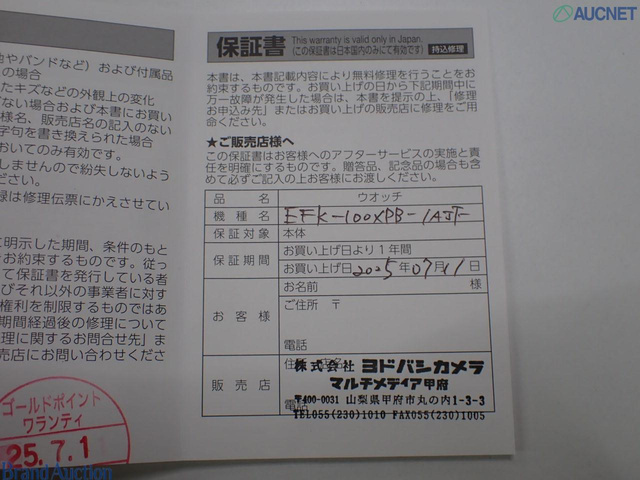 AUCNET
他やバンドなど）および付属品
の場合
たキズなどの外観上の変化
がない場合および本書にお買い
様名、販売店名の記入のない
字句を書き換えられた場合
おいてのみ有効です。
しませんので紛失しないよう
ださい。
録は修理伝票にかえさせてい
に明示した期間、条件のもと
をお約束するものです。従っ
て保証書を発行している者
びそれ以外の事業者に対す
権利を制限するものではあ
期間経過後の修理について
理に関するお問合せ先」ま
売店にお問い合わせくださ
ゴールドポイント
ワランティ
25.7.1
Brand Auction
保証書 This warranty is valid only in Japan.
（この保証書は日本国内のみにて有効です） 持込修理
本書は、本書記載内容により無料修理を行うことをお
約束するものです。お買い上げの日から下記期間中に
万一故障が発生した場合は、本書を提示の上、「修理
お申込み先」またはお買い上げの販売店に修理をご用
命ください。
★ご販売店様へ
この保証書はお客様へのアフターサービスの実施と責
任を明確にするものです。贈答品、記念品の場合も含
めて必ずご記入の上お客様にお渡しください。
品名 ウオッチ
機種名 EFK-100XPB-1AJF
保証対象 本体
保証期間 お買い上げ日より1年間
お買い上げ日 2025年07月11日
お客様 お名前 様
ご住所 〒
電話
販売店 住所・店名
株式会社 ヨドバシカメラ
マルチメディア甲府
〒400-0031 山梨県甲府市丸の内1-3-3
電話 TEL055(230)1010 FAX055(230)1005